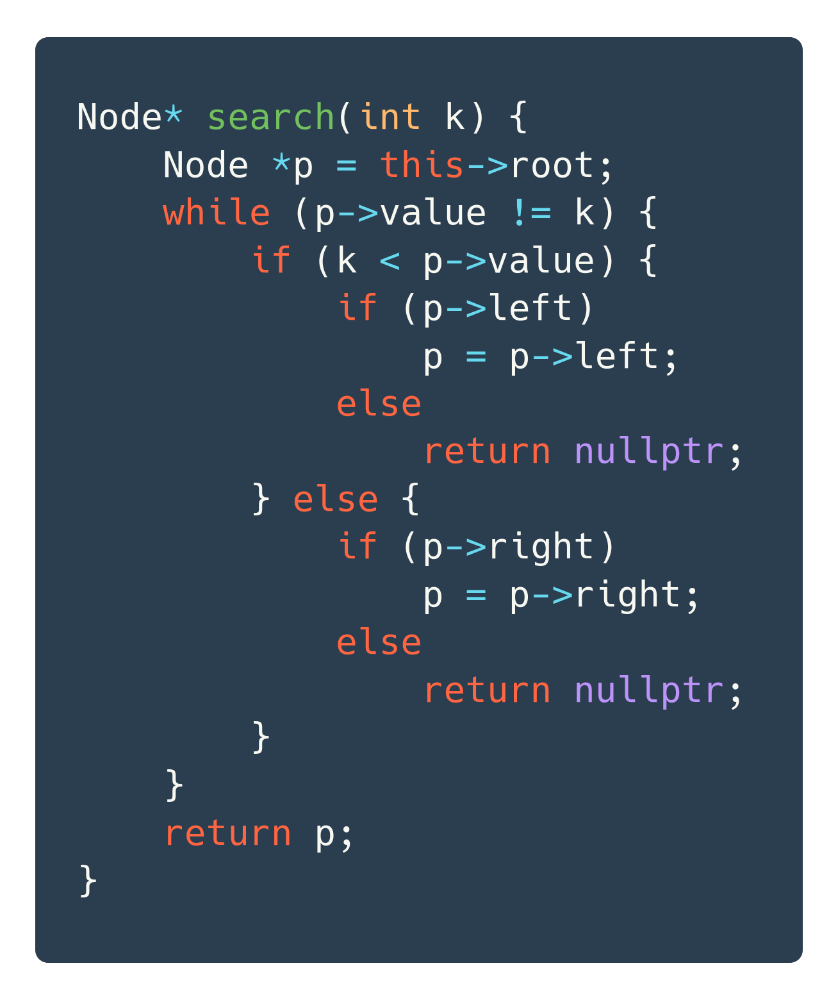 Node* search(int k) {
    Node *p = this->root;
    while (p->value != k) {
        if (k < p->value) {
            if (p->left)
                p = p->left;
            else
                return nullptr;
        } else {
            if (p->right)
                p = p->right;
            else
                return nullptr;
        }
    }
    return p;
}